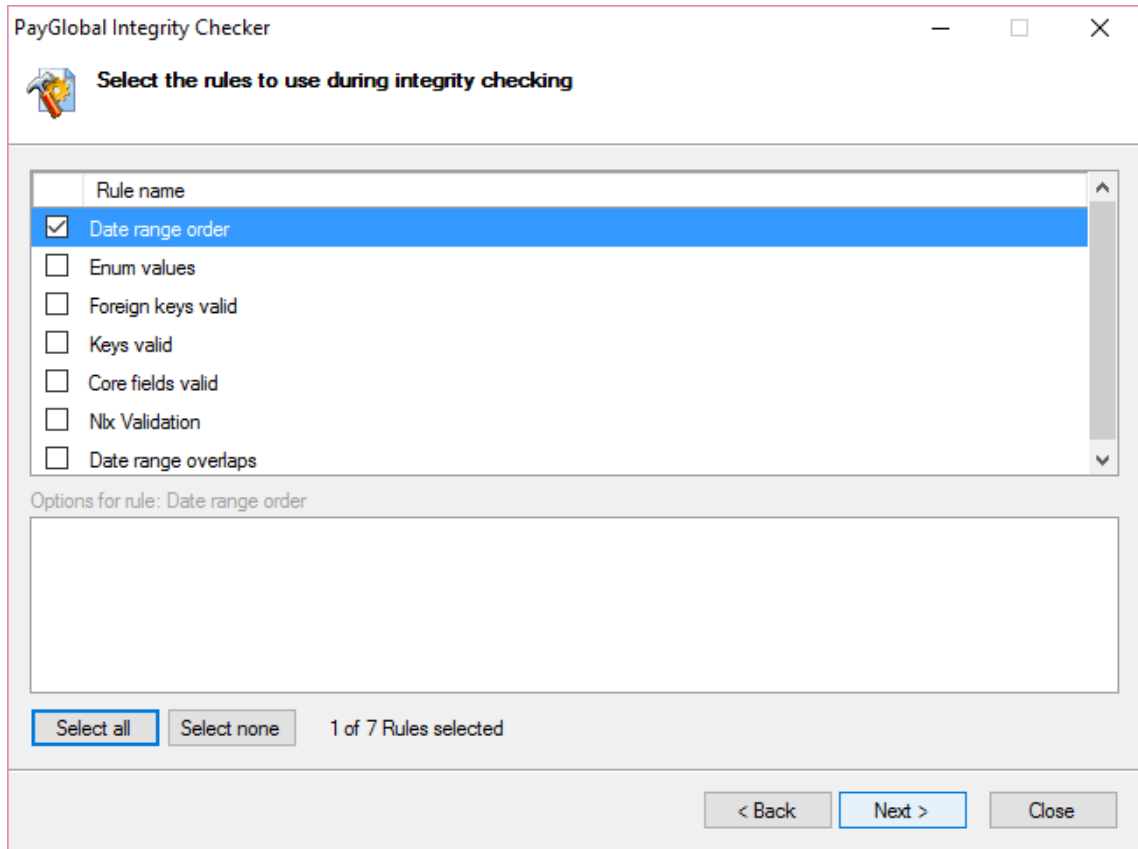 PayGlobal Integrity Checker
Select the rules to use during integrity checking
Rule name
Date range order
Enum values
Foreign keys valid
Keys valid
Core fields valid
Nlx Validation
Date range overlaps
Options for rule: Date range order
Select all Select none 1 of 7 Rules selected
< Back Next > Close